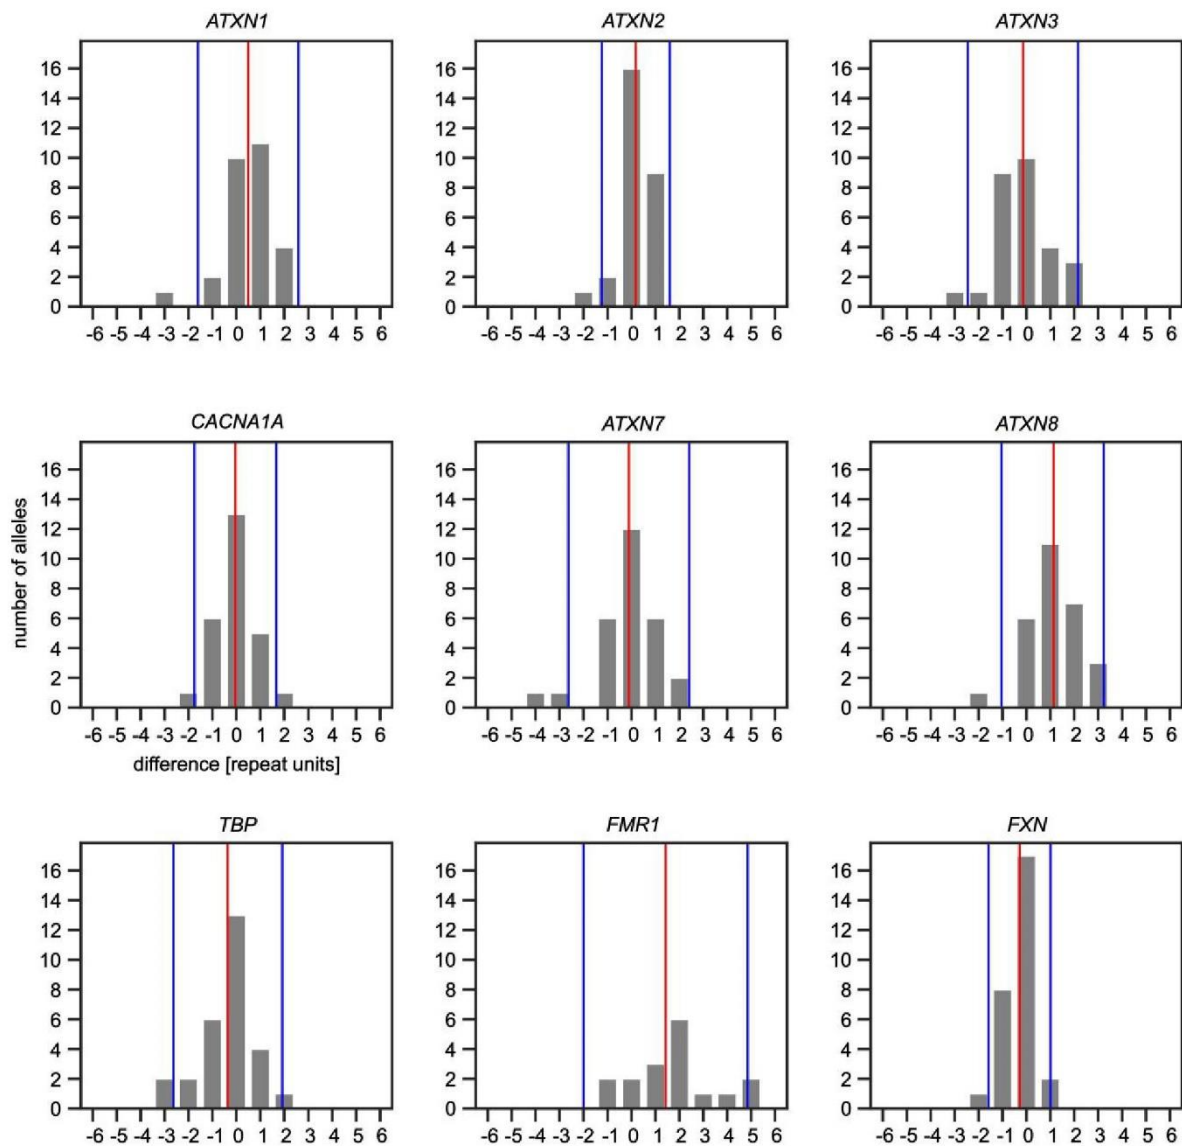 ATXN1 ATXN2 ATXN3
16 16 16
14 14 14
12 12 12
10 10 10
8 8 8
6 6 6
4 4 4
2 2 2
0 0 0
-6 -5 -4 -3 -2 -1 0 1 2 3 4 5 6 -6 -5 -4 -3 -2 -1 0 1 2 3 4 5 6 -6 -5 -4 -3 -2 -1 0 1 2 3 4 5 6
CACNA1A ATXN7 ATXN8
number of alleles
16 16 16
14 14 14
12 12 12
10 10 10
8 8 8
6 6 6
4 4 4
2 2 2
0 0 0
-6 -5 -4 -3 -2 -1 0 1 2 3 4 5 6 -6 -5 -4 -3 -2 -1 0 1 2 3 4 5 6 -6 -5 -4 -3 -2 -1 0 1 2 3 4 5 6
difference [repeat units]
TBP FMR1 FXN
16 16 16
14 14 14
12 12 12
10 10 10
8 8 8
6 6 6
4 4 4
2 2 2
0 0 0
-6 -5 -4 -3 -2 -1 0 1 2 3 4 5 6 -6 -5 -4 -3 -2 -1 0 1 2 3 4 5 6 -6 -5 -4 -3 -2 -1 0 1 2 3 4 5 6